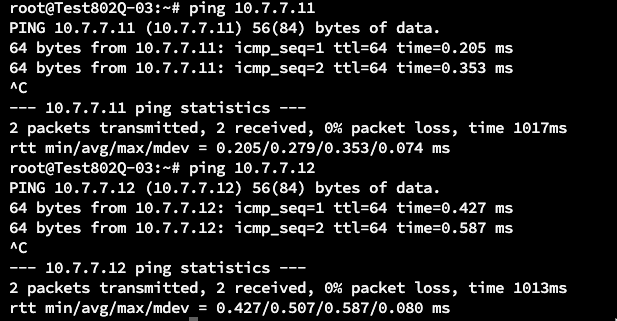 root@Test802Q-03:~# ping 10.7.7.11
PING 10.7.7.11 (10.7.7.11) 56(84) bytes of data.
64 bytes from 10.7.7.11: icmp_seq=1 ttl=64 time=0.205 ms
64 bytes from 10.7.7.11: icmp_seq=2 ttl=64 time=0.353 ms
^C
--- 10.7.7.11 ping statistics ---
2 packets transmitted, 2 received, 0% packet loss, time 1017ms
rtt min/avg/max/mdev = 0.205/0.279/0.353/0.074 ms
root@Test802Q-03:~# ping 10.7.7.12
PING 10.7.7.12 (10.7.7.12) 56(84) bytes of data.
64 bytes from 10.7.7.12: icmp_seq=1 ttl=64 time=0.427 ms
64 bytes from 10.7.7.12: icmp_seq=2 ttl=64 time=0.587 ms
^C
--- 10.7.7.12 ping statistics ---
2 packets transmitted, 2 received, 0% packet loss, time 1013ms
rtt min/avg/max/mdev = 0.427/0.507/0.587/0.080 ms